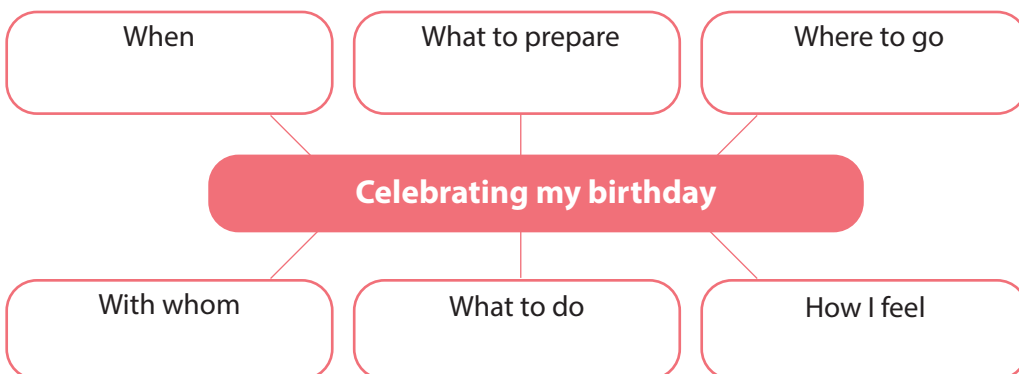 When
What to prepare
Where to go
Celebrating my birthday
With whom
What to do
How I feel